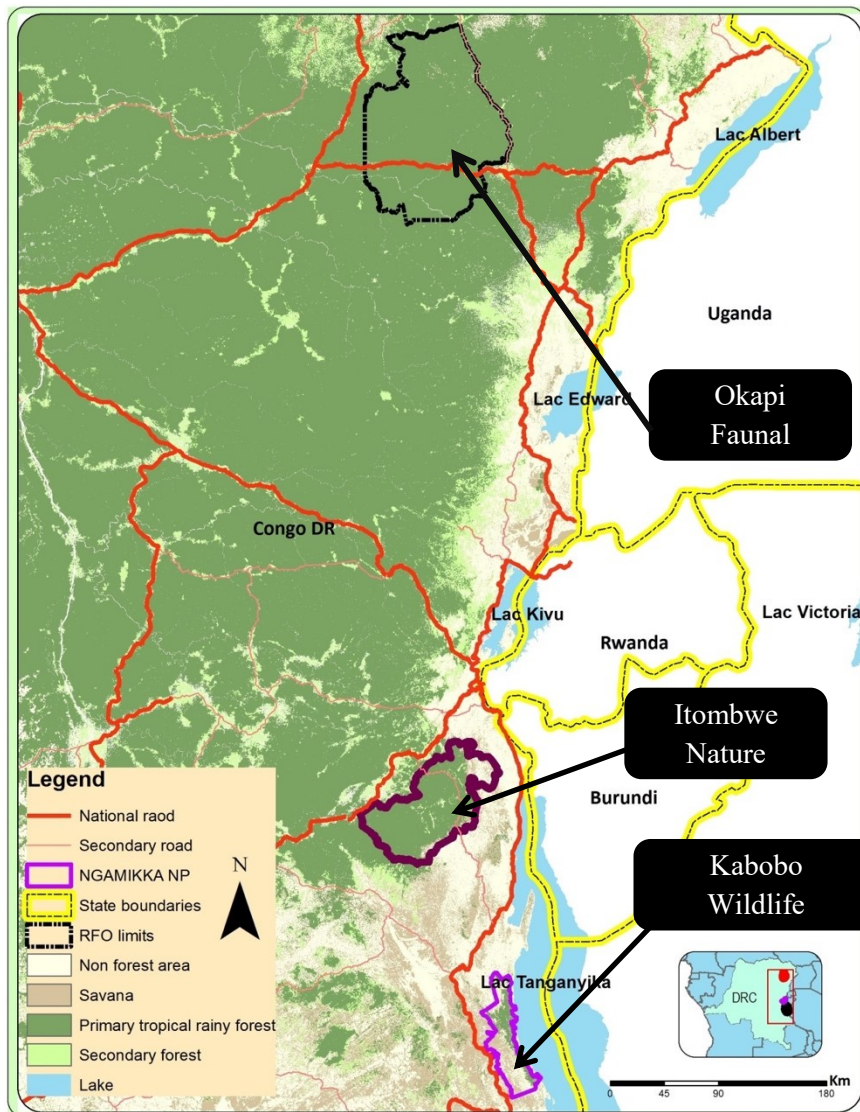 Lac Albert
Uganda
Okapi
Faunal
Lac Edward
Congo DR
Lac Kivu
Lac Victoria
Rwanda
Itombwe
Nature
Burundi
Kabobo
Wildlife
Lac Tanganyika
Legend
National raod
Secondary road
NGAMIKKA NP
State boundaries
RFO limits
Non forest area
Savana
Primary tropical rainy forest
Secondary forest
Lake
N
DRC
Km
0 45 90 180